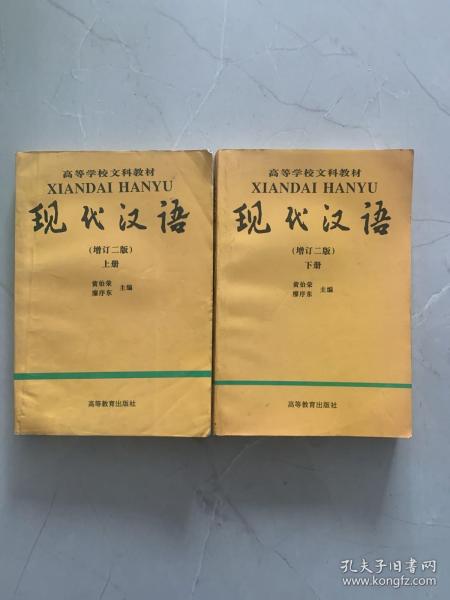 高等学校文科教材
XIANDAI HANYU
现代汉语
(增订二版)
上册
黄伯荣
廖序东 主编
高等教育出版社
高等学校文科教材
XIANDAI HANYU
现代汉语
(增订二版)
下册
黄伯荣
廖序东 主编
高等教育出版社
孔夫子旧书网
www.kongfz.com